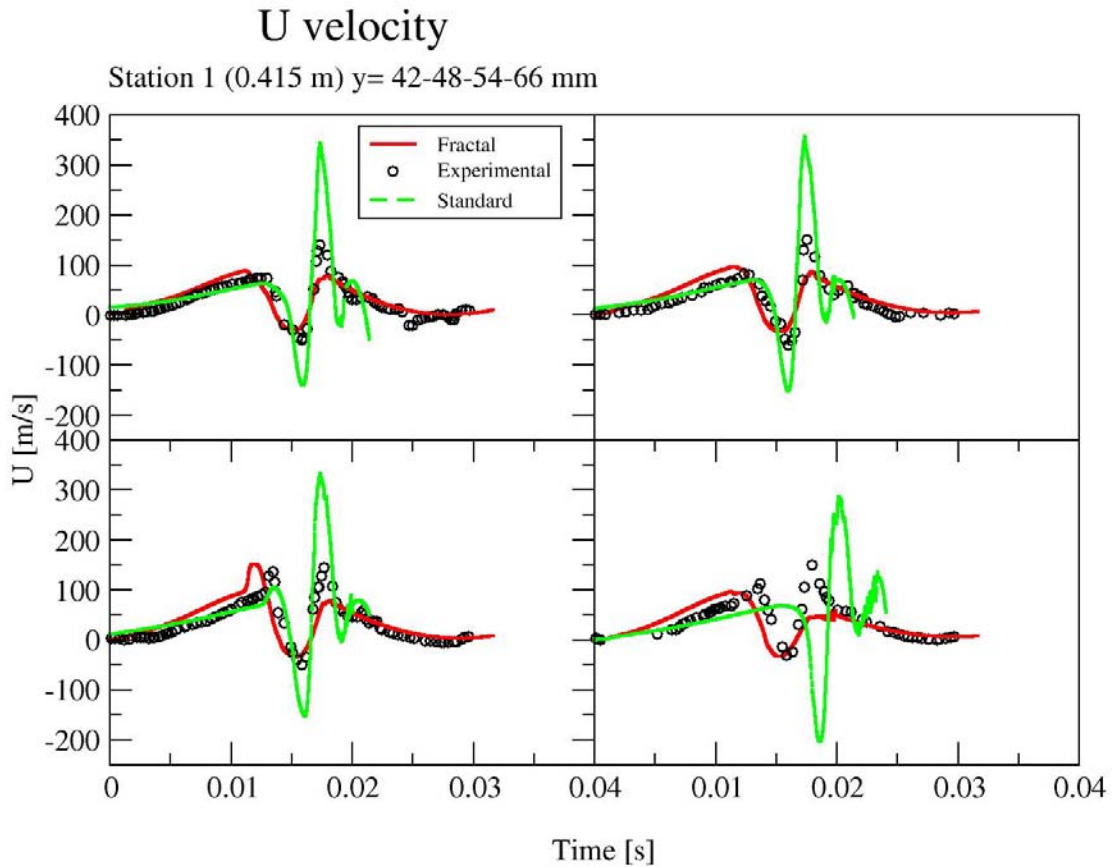 U velocity
Station 1 (0.415 m) y= 42-48-54-66 mm
Fractal
Experimental
Standard
400
300
200
100
0
-100
-200
400
300
200
100
0
-100
-200
U [m/s]
0 0.01 0.02 0.03 0.04 0.01 0.02 0.03 0.04
Time [s]